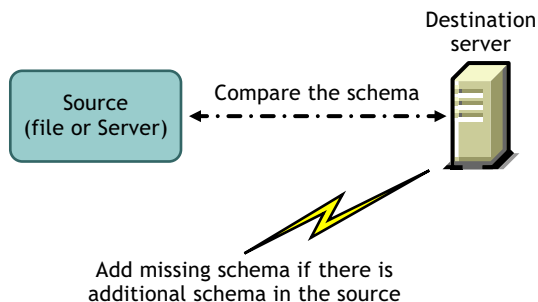 Destination
server
Source
(file or Server)
Compare the schema
Add missing schema if there is
additional schema in the source